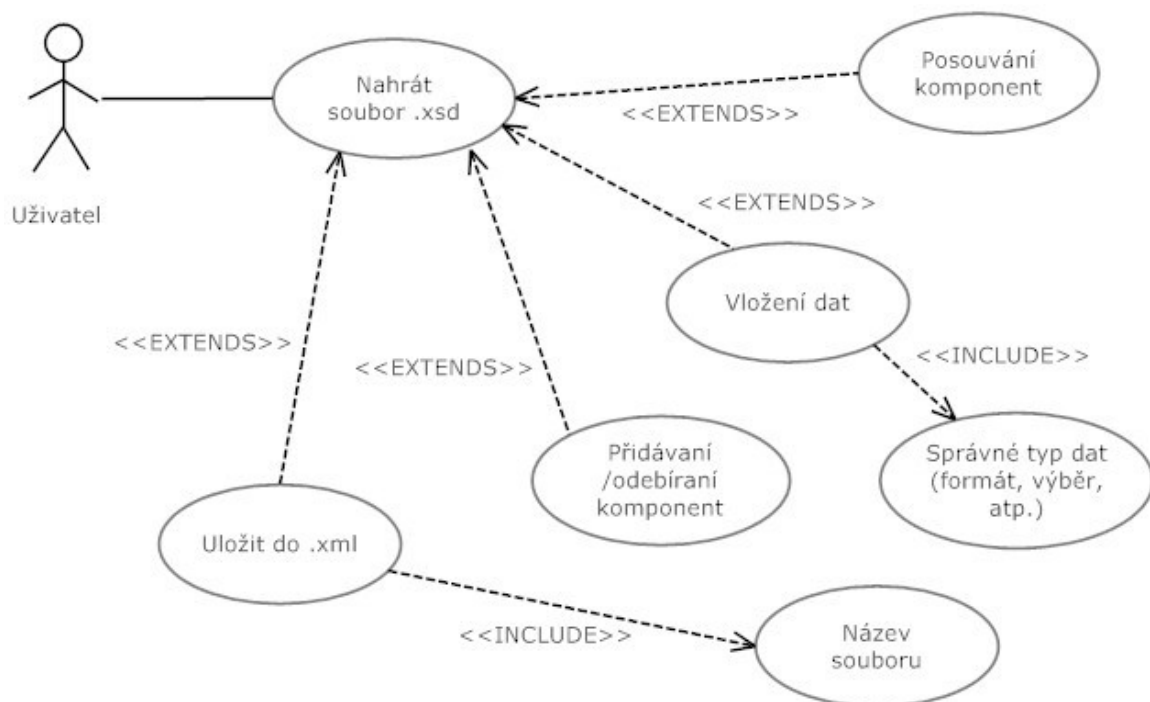 Nahrát
soubor .xsd
Posouvání
komponent
<<EXTENDS>>
Uživatel
<<EXTENDS>>
Vložení dat
<<EXTENDS>>
<<EXTENDS>>
<<INCLUDE>>
Přidávaní
/odebíraní
komponent
Správné typ dat
(formát, výběr,
atp.)
Uložit do .xml
<<INCLUDE>>
Název
souboru